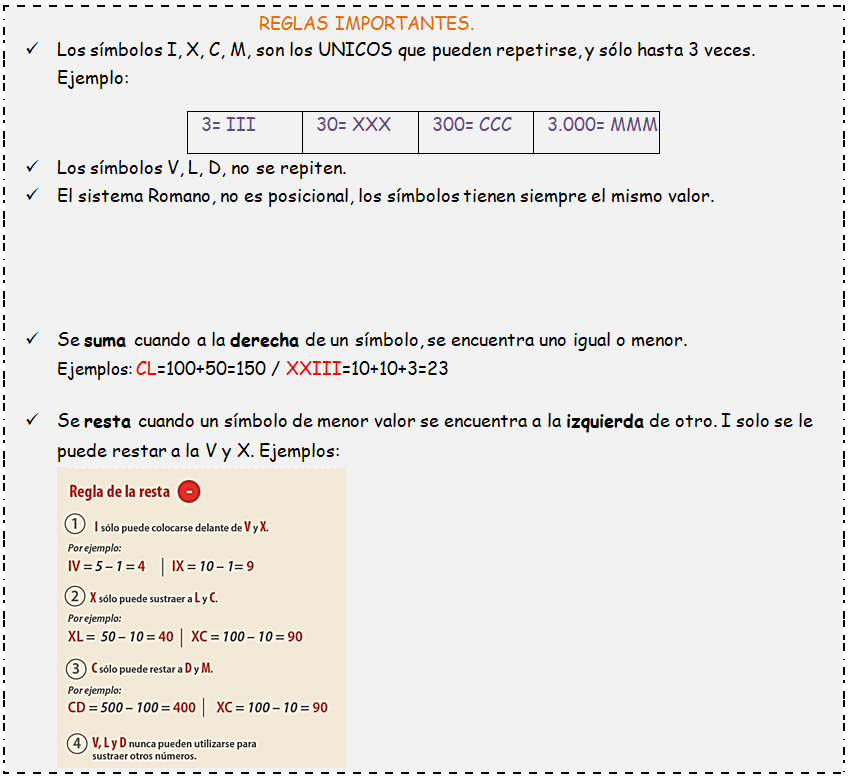 REGLAS IMPORTANTES.
✓ Los símbolos I, X, C, M, son los UNICOS que pueden repetirse, y sólo hasta 3 veces.
Ejemplo:
3= III 30= XXX 300= CCC 3.000= MMM
✓ Los símbolos V, L, D, no se repiten.
✓ El sistema Romano, no es posicional, los símbolos tienen siempre el mismo valor.
✓ Se suma cuando a la derecha de un símbolo, se encuentra uno igual o menor.
Ejemplos: CL=100+50=150 / XXIII=10+10+3=23
✓ Se resta cuando un símbolo de menor valor se encuentra a la izquierda de otro. I solo se le
puede restar a la V y X. Ejemplos:
Regla de la resta -
1 I sólo puede colocarse delante de V y X.
Por ejemplo:
IV = 5 – 1 = 4 | IX = 10 – 1= 9
2 X sólo puede sustraer a L y C.
Por ejemplo:
XL = 50 – 10 = 40 | XC = 100 – 10 = 90
3 C sólo puede restar a D y M.
Por ejemplo:
CD = 500 – 100 = 400 | XC = 100 – 10 = 90
4 V, L y D nunca pueden utilizarse para
sustraer otros números.